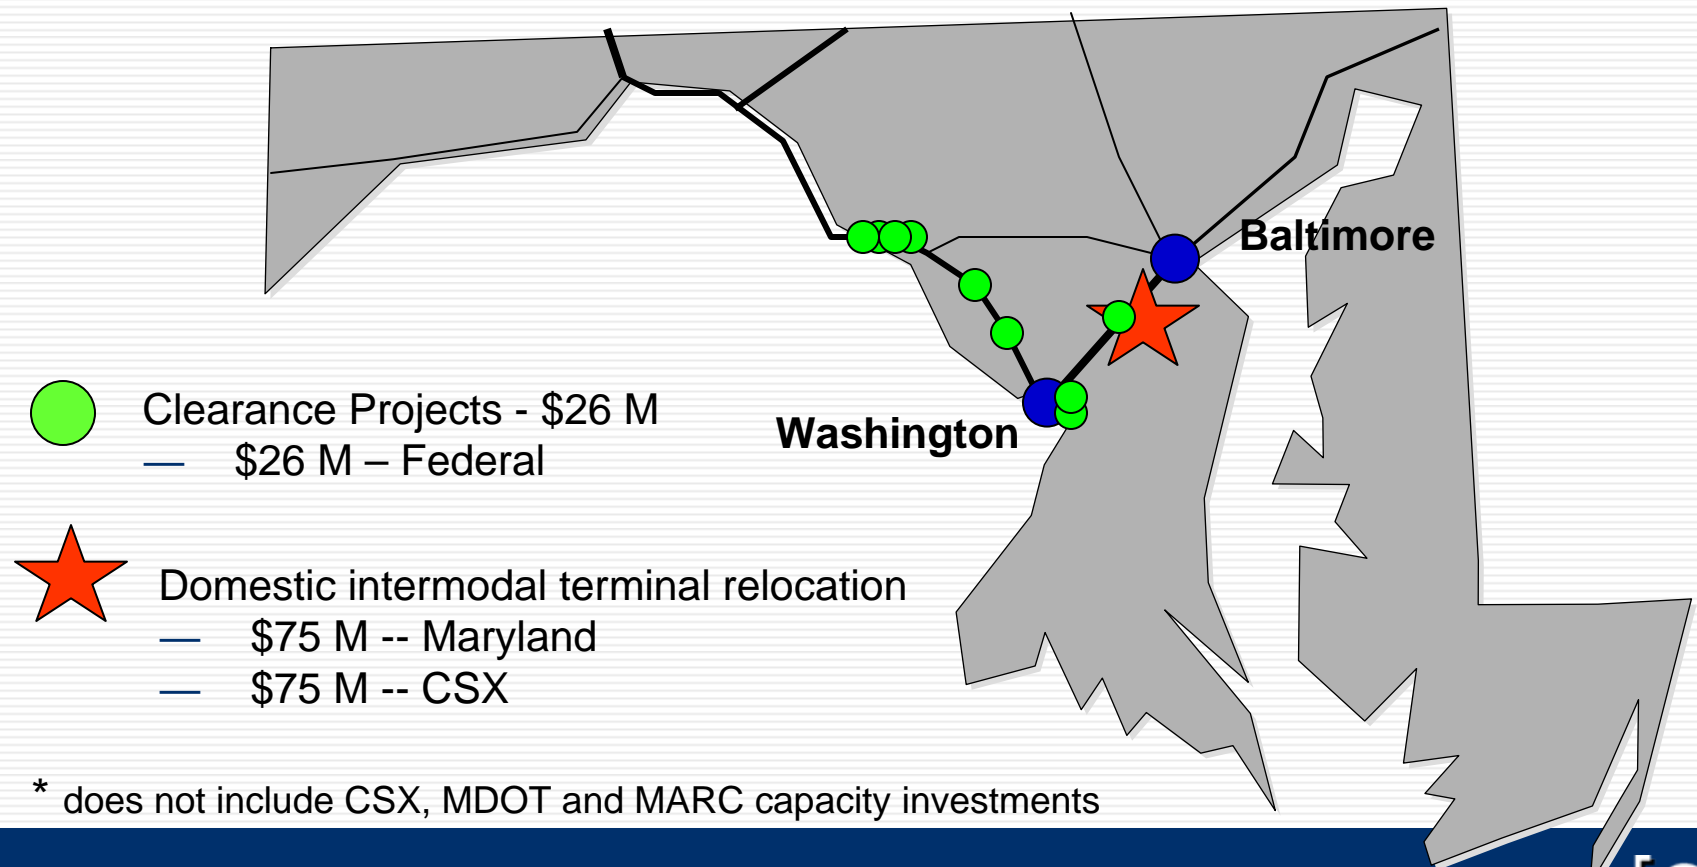 Baltimore
Washington
Clearance Projects - $26 M
— $26 M – Federal
Domestic intermodal terminal relocation
— $75 M -- Maryland
— $75 M -- CSX
* does not include CSX, MDOT and MARC capacity investments